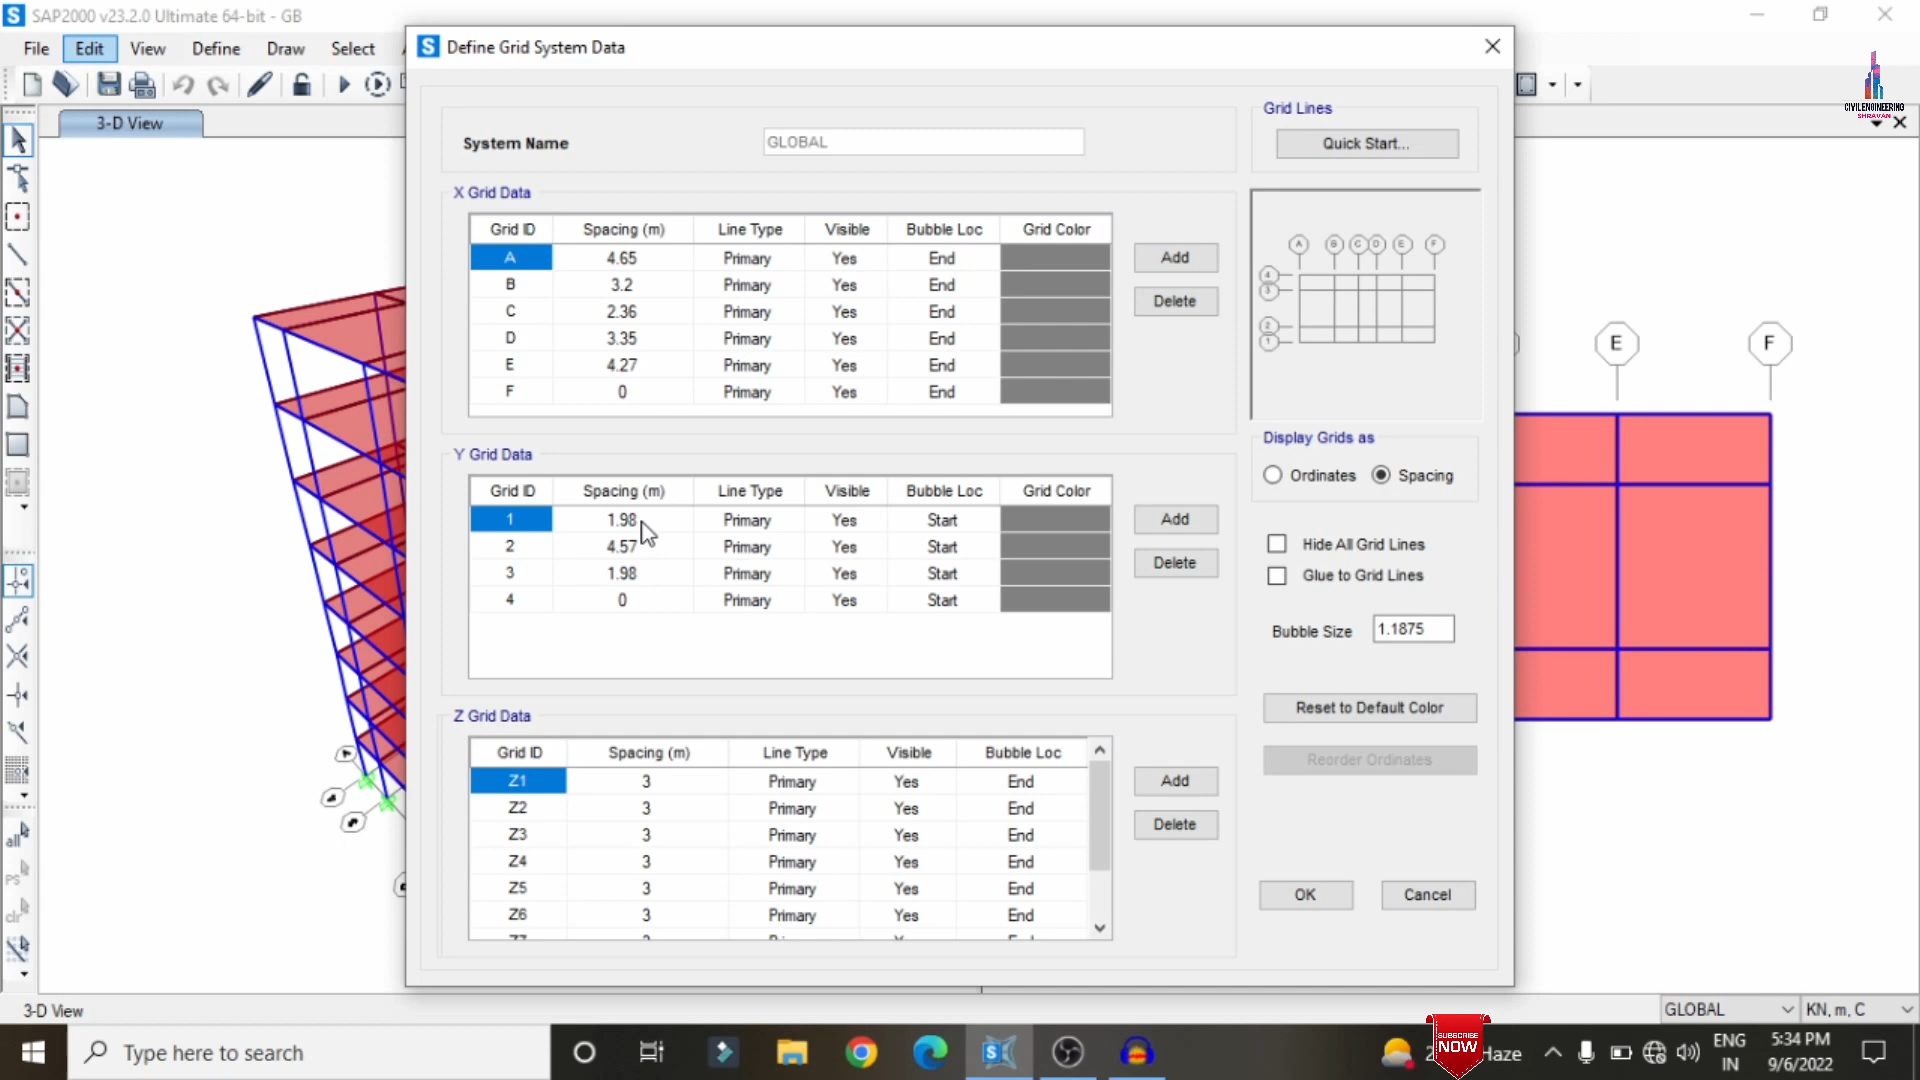 SAP2000 v23.2.0 Ultimate 64-bit - GB
File Edit View Define Draw Select
Define Grid System Data
3-D View
System Name GLOBAL
Grid Lines
Quick Start...
CIVIL ENGINEERING
SHRAVAN
X Grid Data
Grid ID Spacing (m) Line Type Visible Bubble Loc Grid Color
A 4.65 Primary Yes End
B 3.2 Primary Yes End
C 2.36 Primary Yes End
D 3.35 Primary Yes End
E 4.27 Primary Yes End
F 0 Primary Yes End
Add
Delete
A B C D E F
4
3
2
1
E F
Y Grid Data
Grid ID Spacing (m) Line Type Visible Bubble Loc Grid Color
1 1.98 Primary Yes Start
2 4.57 Primary Yes Start
3 1.98 Primary Yes Start
4 0 Primary Yes Start
Add
Delete
Display Grids as
Ordinates Spacing
Hide All Grid Lines
Glue to Grid Lines
Bubble Size 1.1875
Reset to Default Color
Reorder Ordinates
Z Grid Data
Grid ID Spacing (m) Line Type Visible Bubble Loc
Z1 3 Primary Yes End
Z2 3 Primary Yes End
Z3 3 Primary Yes End
Z4 3 Primary Yes End
Z5 3 Primary Yes End
Z6 3 Primary Yes End
Add
Delete
OK Cancel
all
PS
clr
3-D View
GLOBAL KN, m, C
Type here to search
SUBSCRIBE
NOW
Haze
ENG
IN
5:34 PM
9/6/2022